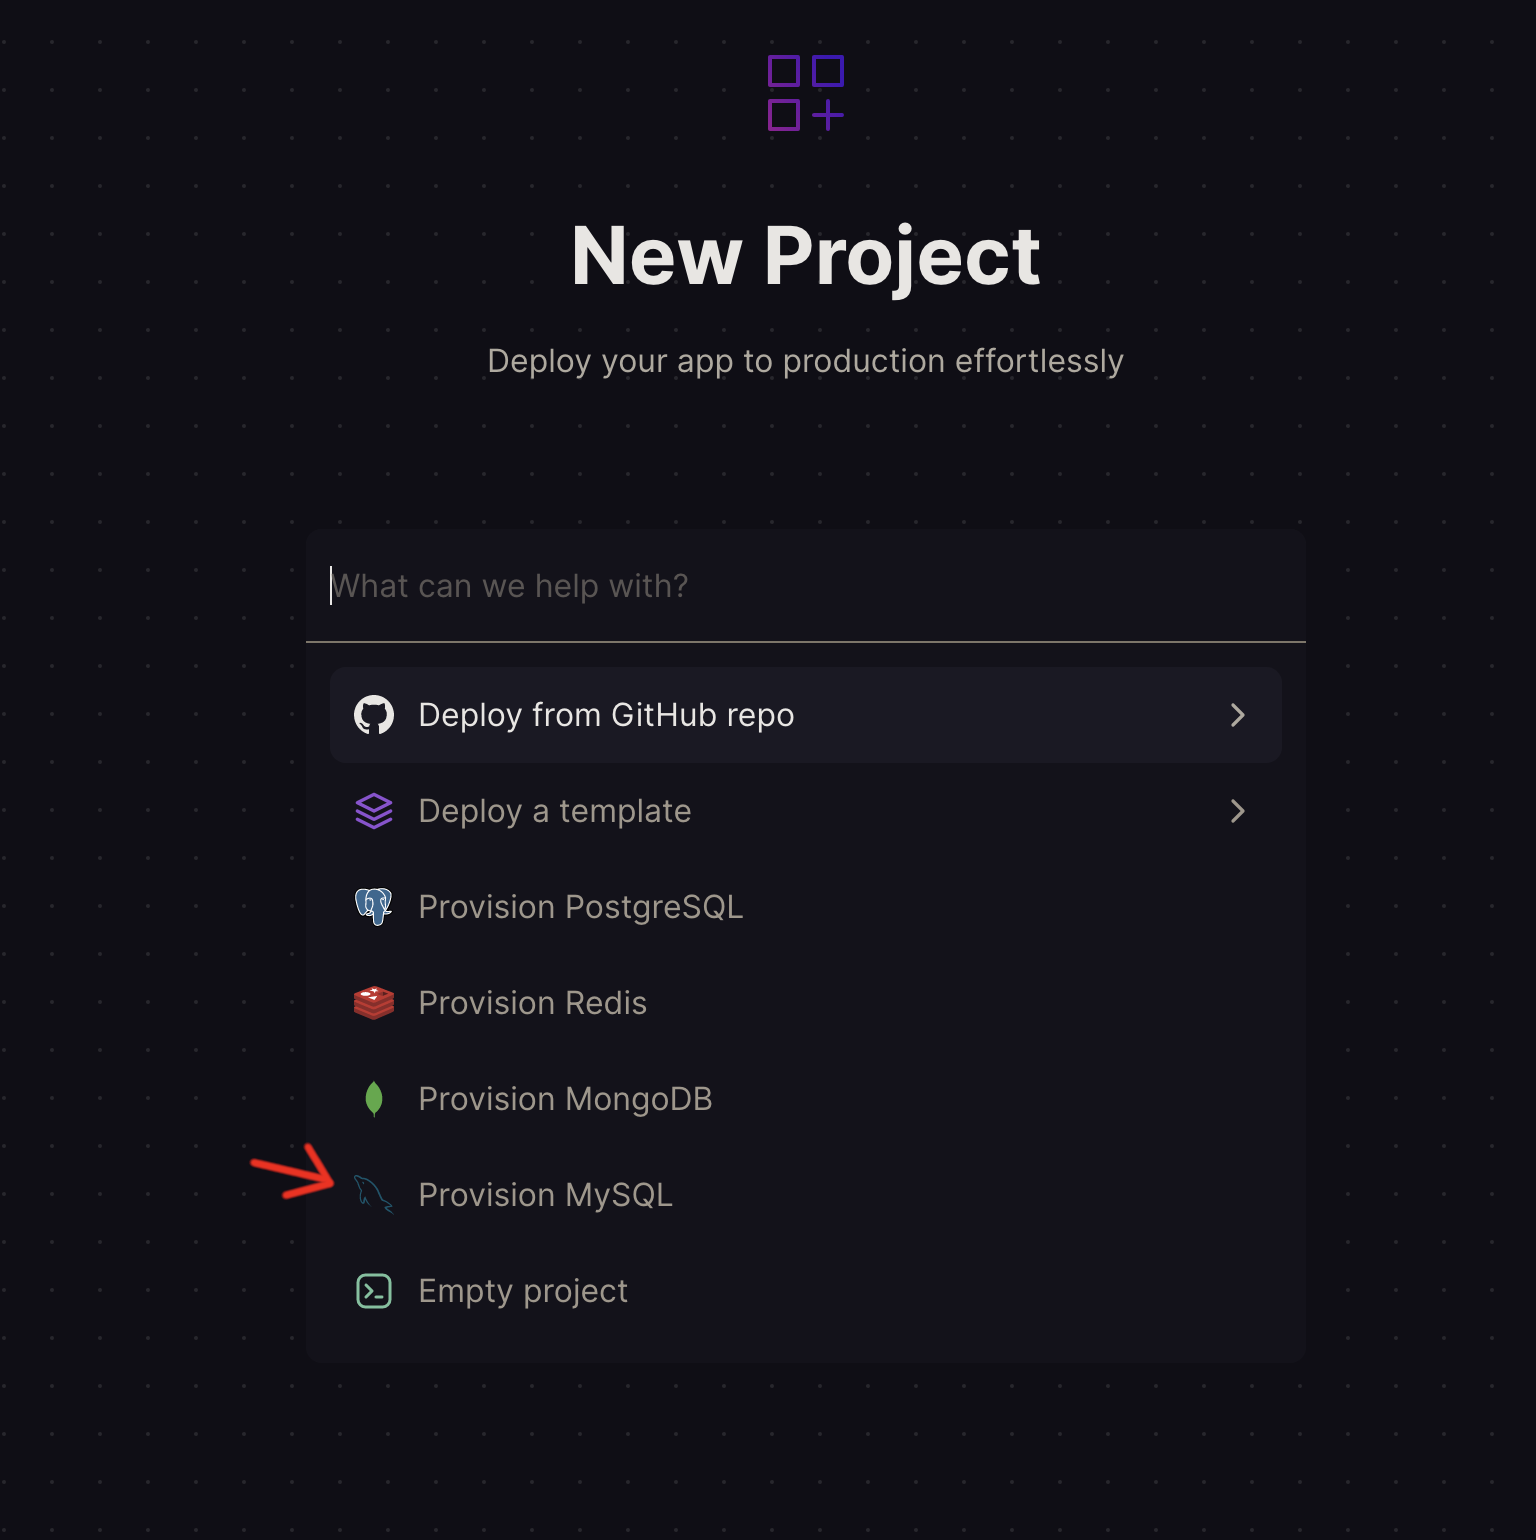 New Project
Deploy your app to production effortlessly
What can we help with?
Deploy from GitHub repo
Deploy a template
Provision PostgreSQL
Provision Redis
Provision MongoDB
Provision MySQL
Empty project